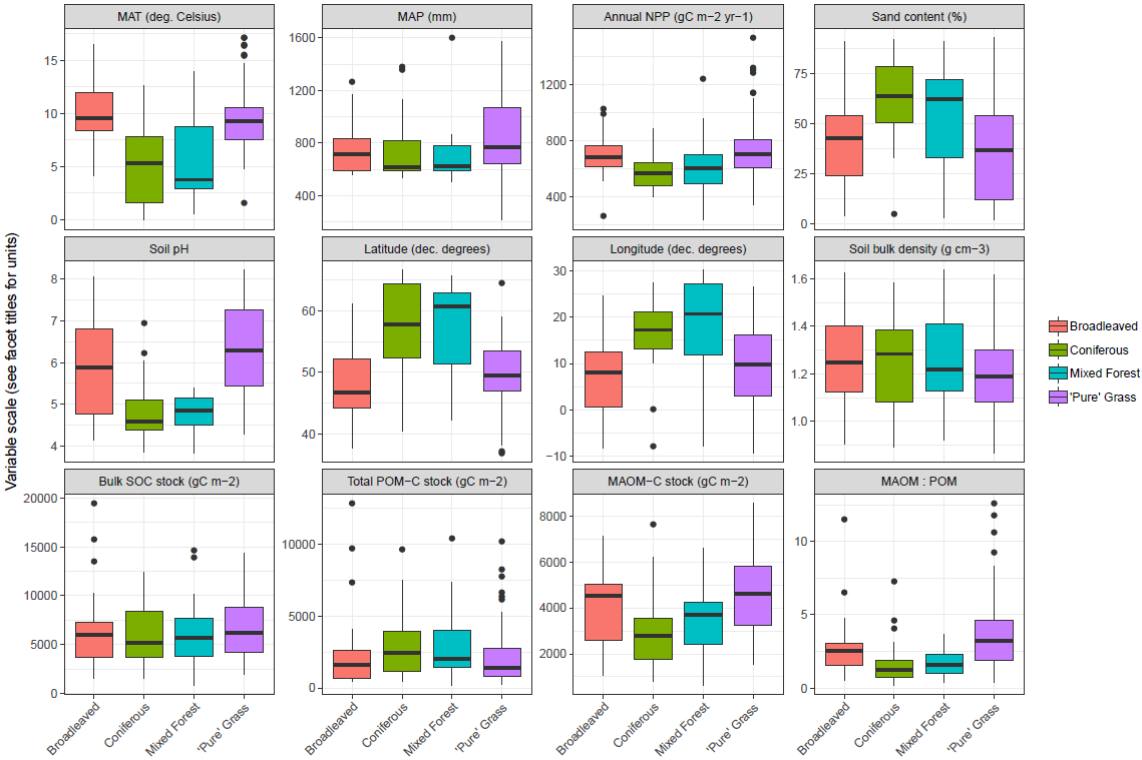 MAT (deg. Celsius)
MAP (mm)
Annual NPP (gC m−2 yr−1)
Sand content (%)
15
10
5
0
1600
1200
800
400
1200
800
400
75
50
25
0
Soil pH
Latitude (dec. degrees)
Longitude (dec. degrees)
Soil bulk density (g cm−3)
8
7
6
5
4
60
50
40
30
20
10
0
−10
1.6
1.4
1.2
1.0
Bulk SOC stock (gC m−2)
Total POM−C stock (gC m−2)
MAOM−C stock (gC m−2)
MAOM : POM
20000
15000
10000
5000
0
10000
5000
0
8000
6000
4000
2000
10
5
0
Broadleaved
Coniferous
Mixed Forest
'Pure' Grass
Broadleaved
Coniferous
Mixed Forest
'Pure' Grass
Broadleaved
Coniferous
Mixed Forest
'Pure' Grass
Broadleaved
Coniferous
Mixed Forest
'Pure' Grass
Variable scale (see facet titles for units)
Broadleaved
Coniferous
Mixed Forest
'Pure' Grass